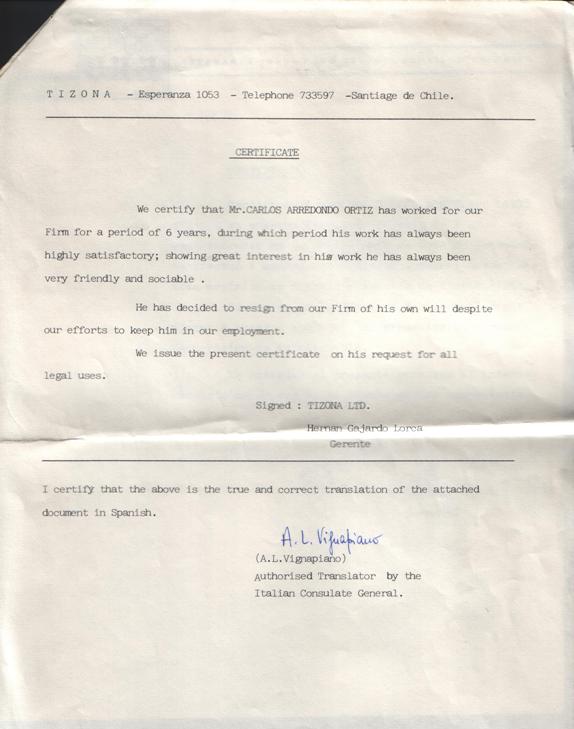 T I Z O N A - Esperanza 1053 - Telephone 733597 -Santiage de Chile.
CERTIFICATE
We certify that Mr.CARLOS ARREDONDO ORTIZ has worked for our
Firm for a period of 6 years, during which period his work has always been
highly satisfactory; showing great interest in his work he has always been
very friendly and sociable .
He has decided to resign from our Firm of his own will despite
our efforts to keep him in our employment.
We issue the present certificate on his request for all
legal uses.
Signed : TIZONA LTD.
Hernan Gajardo Lorca
Gerente
I certify that the above is the true and correct translation of the attached
document in Spanish.
A. L. Vignapiano
(A.L.Vignapiano)
Authorised Translator by the
Italian Consulate General.